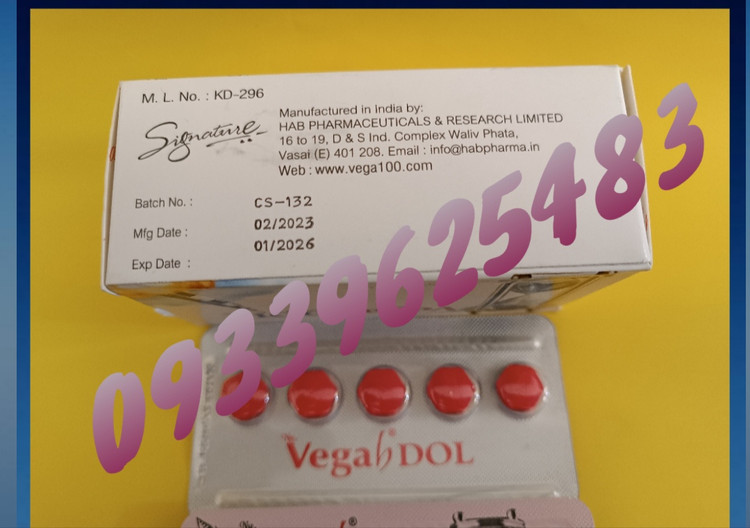 M. L. No. : KD-296
Signature
Manufactured in India by:
HAB PHARMACEUTICALS & RESEARCH LIMITED
16 to 19, D & S Ind. Complex Waliv Phata,
Vasai (E) 401 208. Email : info@habpharma.in
Web : www.vega100.com
Batch No. : CS-132
Mfg Date : 02/2023
Exp Date : 01/2026
09339625483
Vegah® DOL